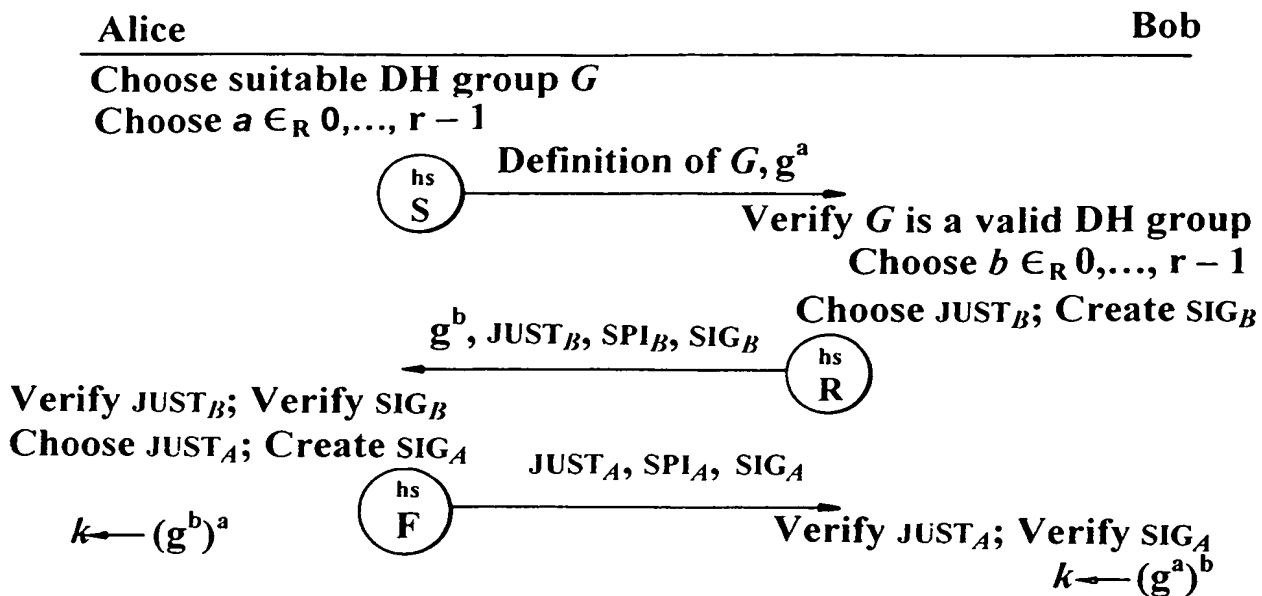 Alice Bob
Choose suitable DH group G
Choose a ∈R 0,..., r – 1
Definition of G, g^a
hs
S
Verify G is a valid DH group
Choose b ∈R 0,..., r – 1
Choose JUST_B; Create SIG_B
g^b, JUST_B, SPI_B, SIG_B
hs
R
Verify JUST_B; Verify SIG_B
Choose JUST_A; Create SIG_A
JUST_A, SPI_A, SIG_A
hs
F
Verify JUST_A; Verify SIG_A
k ← (g^b)^a
k ← (g^a)^b